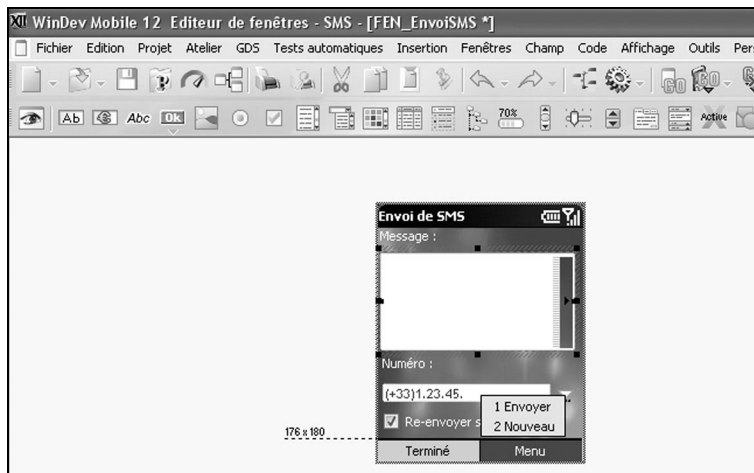 WinDev Mobile 12 Editeur de fenêtres - SMS - [FEN_EnvoiSMS *]
Fichier Edition Projet Atelier GDS Tests automatiques Insertion Fenêtres Champ Code Affichage Outils Pers
Ab Abc Ok 70% Active
Envoi de SMS
Message :
Numéro :
(+33)1.23.45.
1 Envoyer
Re-envoyer s
2 Nouveau
176 x 180
Terminé Menu